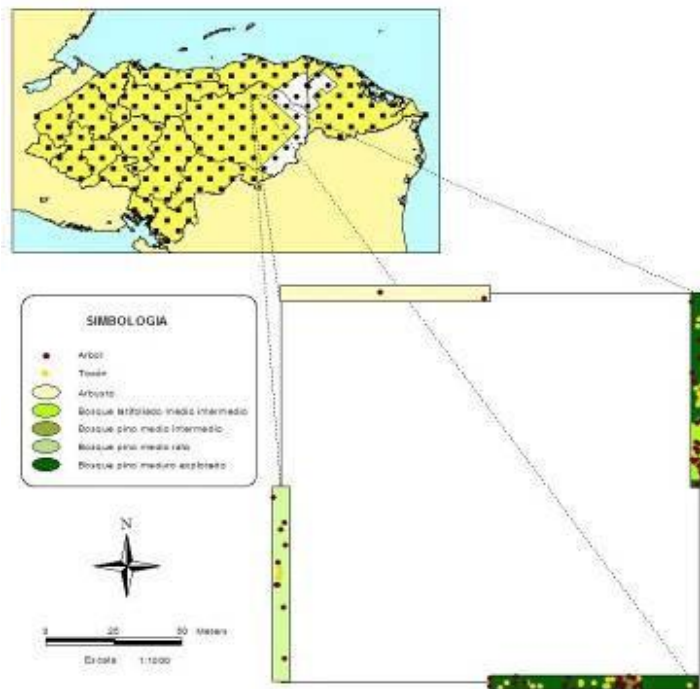 SIMBOLOGIA
Arbol
Tocón
Arbusto
Bosque latifoliado medio intermedio
Bosque pino medio intermedio
Bosque pino medio ralo
Bosque pino maduro explotado
N
0 25 50 Meters
Escala 1:1000